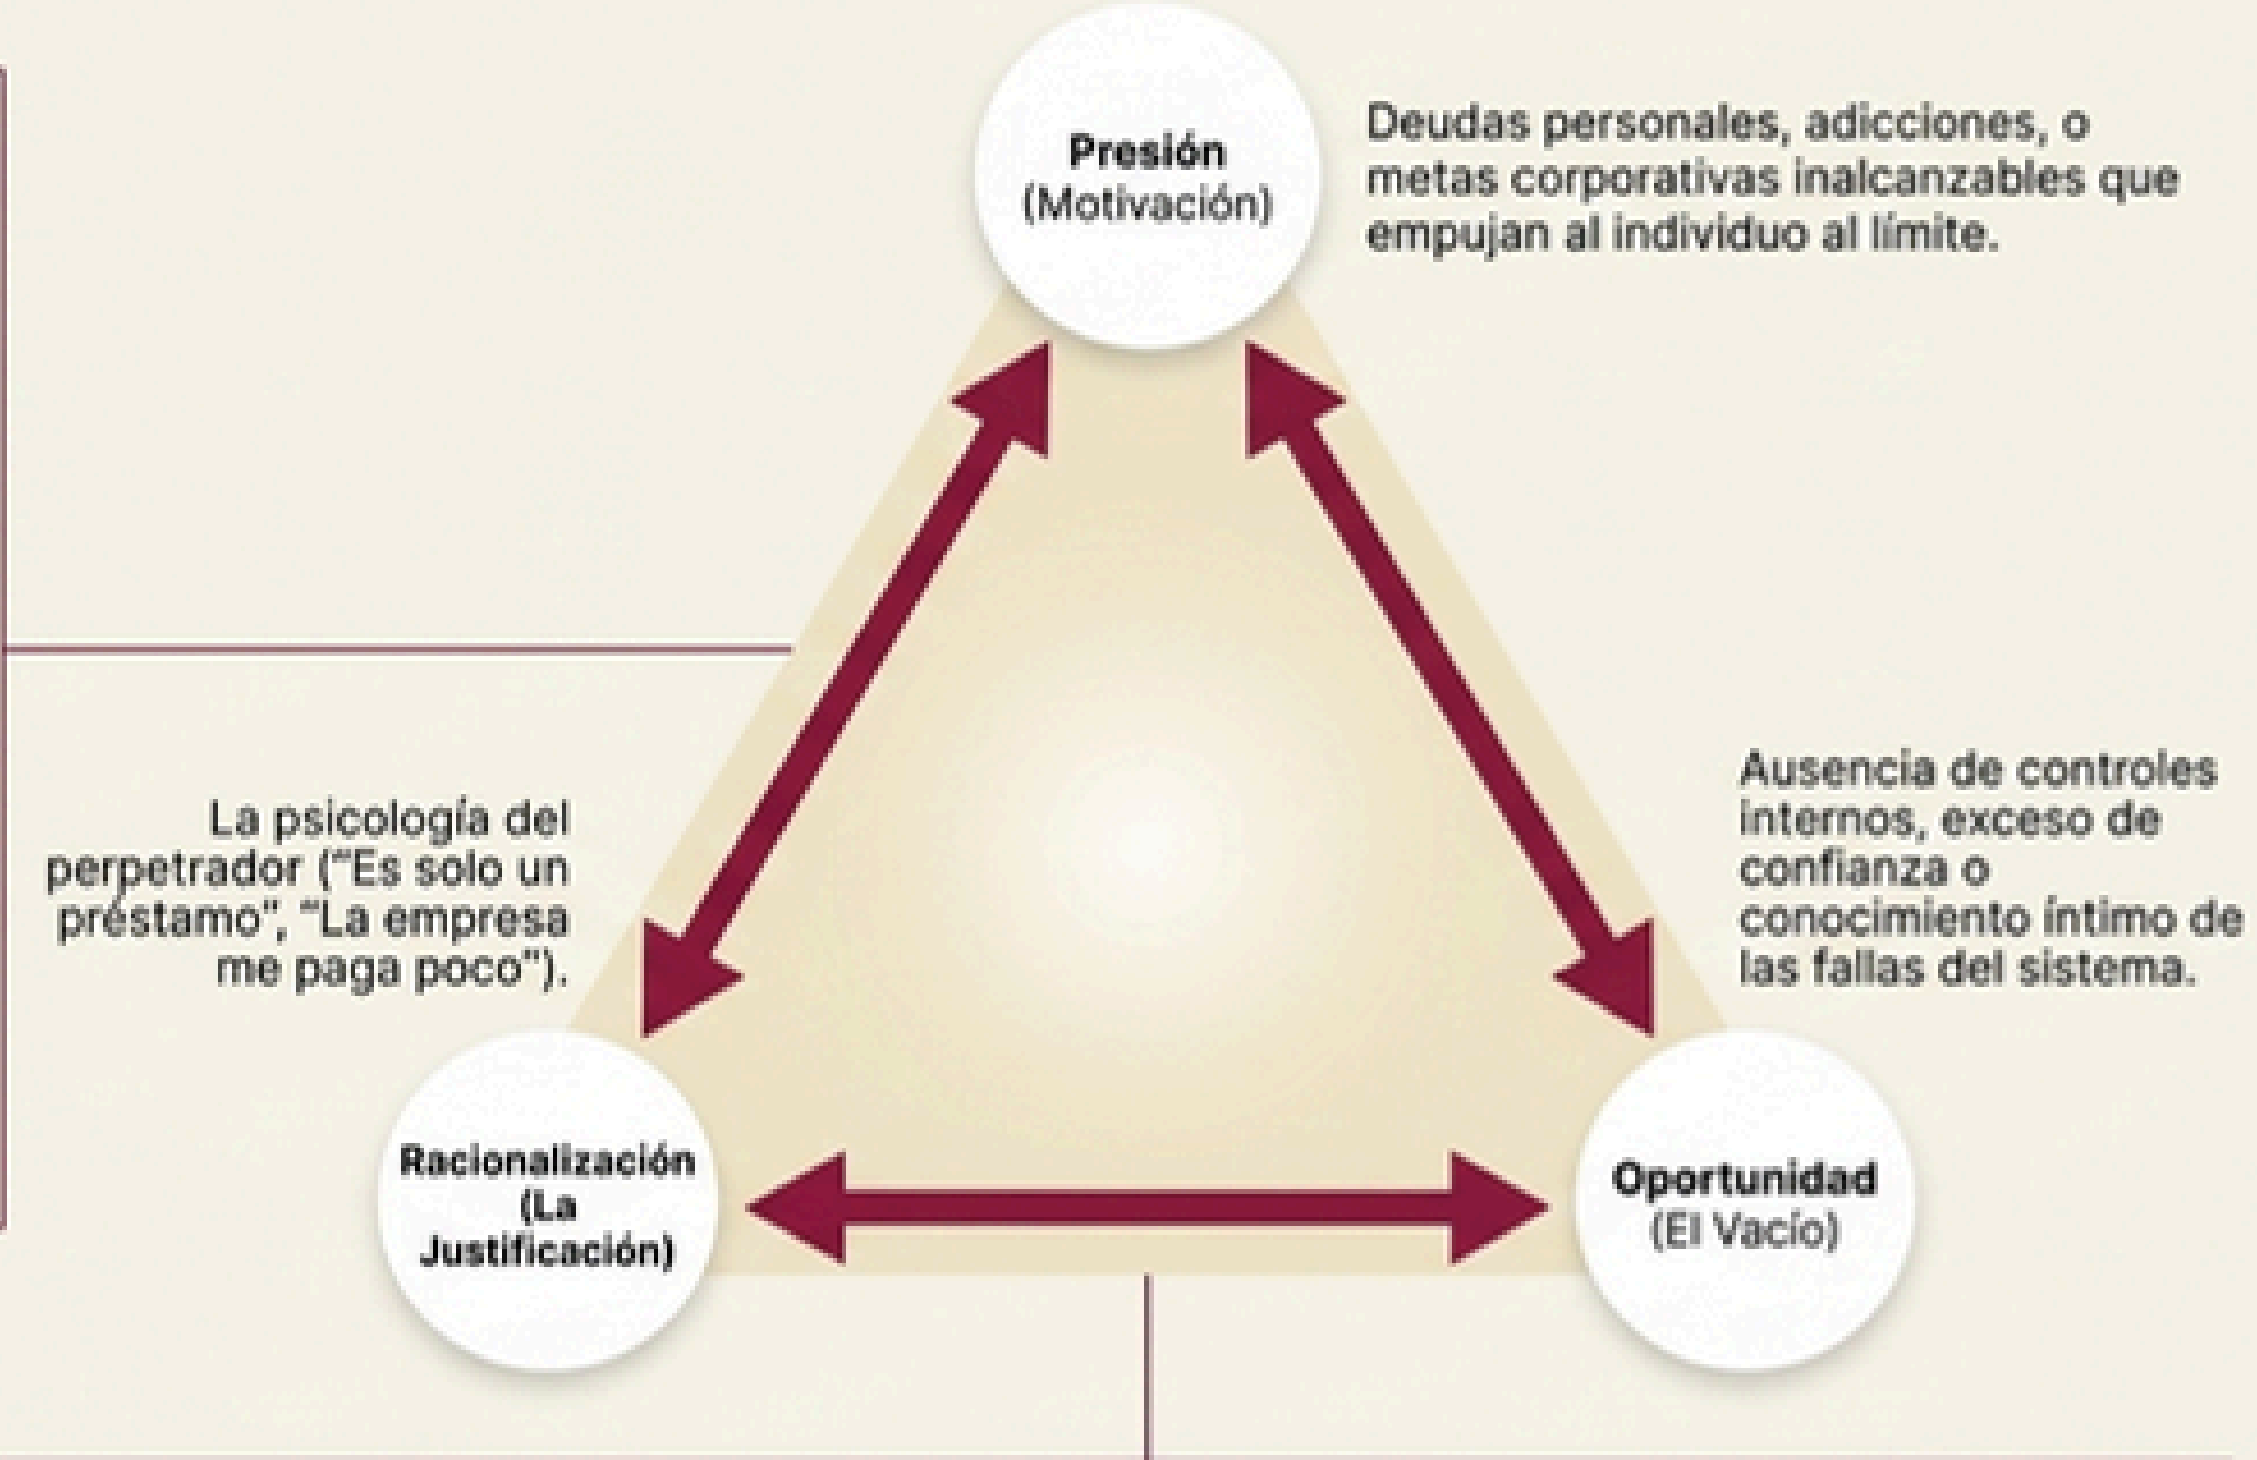 Presión
(Motivación)
Deudas personales, adicciones, o
metas corporativas inalcanzables que
empujan al individuo al límite.
La psicología del
perpetrador (“Es solo un
préstamo”, “La empresa
me paga poco”).
Ausencia de controles
internos, exceso de
confianza o
conocimiento íntimo de
las fallas del sistema.
Racionalización
(La
Justificación)
Oportunidad
(El Vacío)